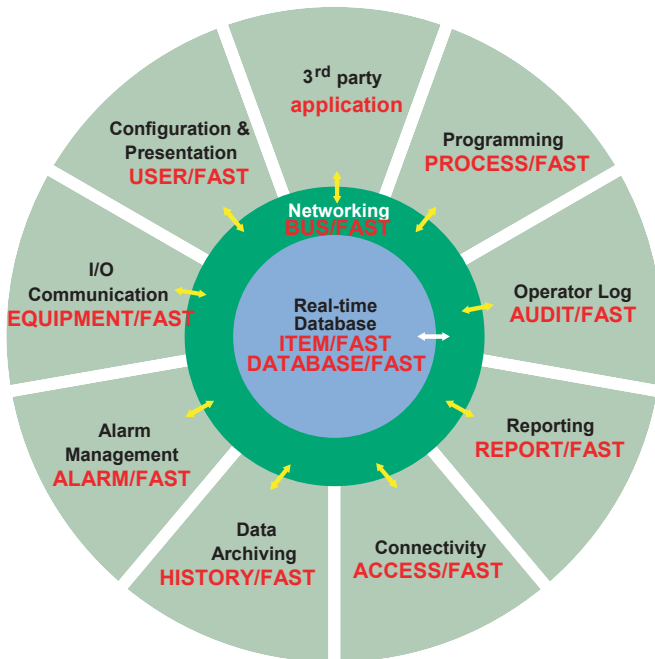 3rd party
application
Configuration &
Presentation
USER/FAST
Programming
PROCESS/FAST
Networking
BUS/FAST
I/O
Communication
EQUIPMENT/FAST
Real-time
Database
ITEM/FAST
DATABASE/FAST
Operator Log
AUDIT/FAST
Alarm
Management
ALARM/FAST
Reporting
REPORT/FAST
Data
Archiving
HISTORY/FAST
Connectivity
ACCESS/FAST